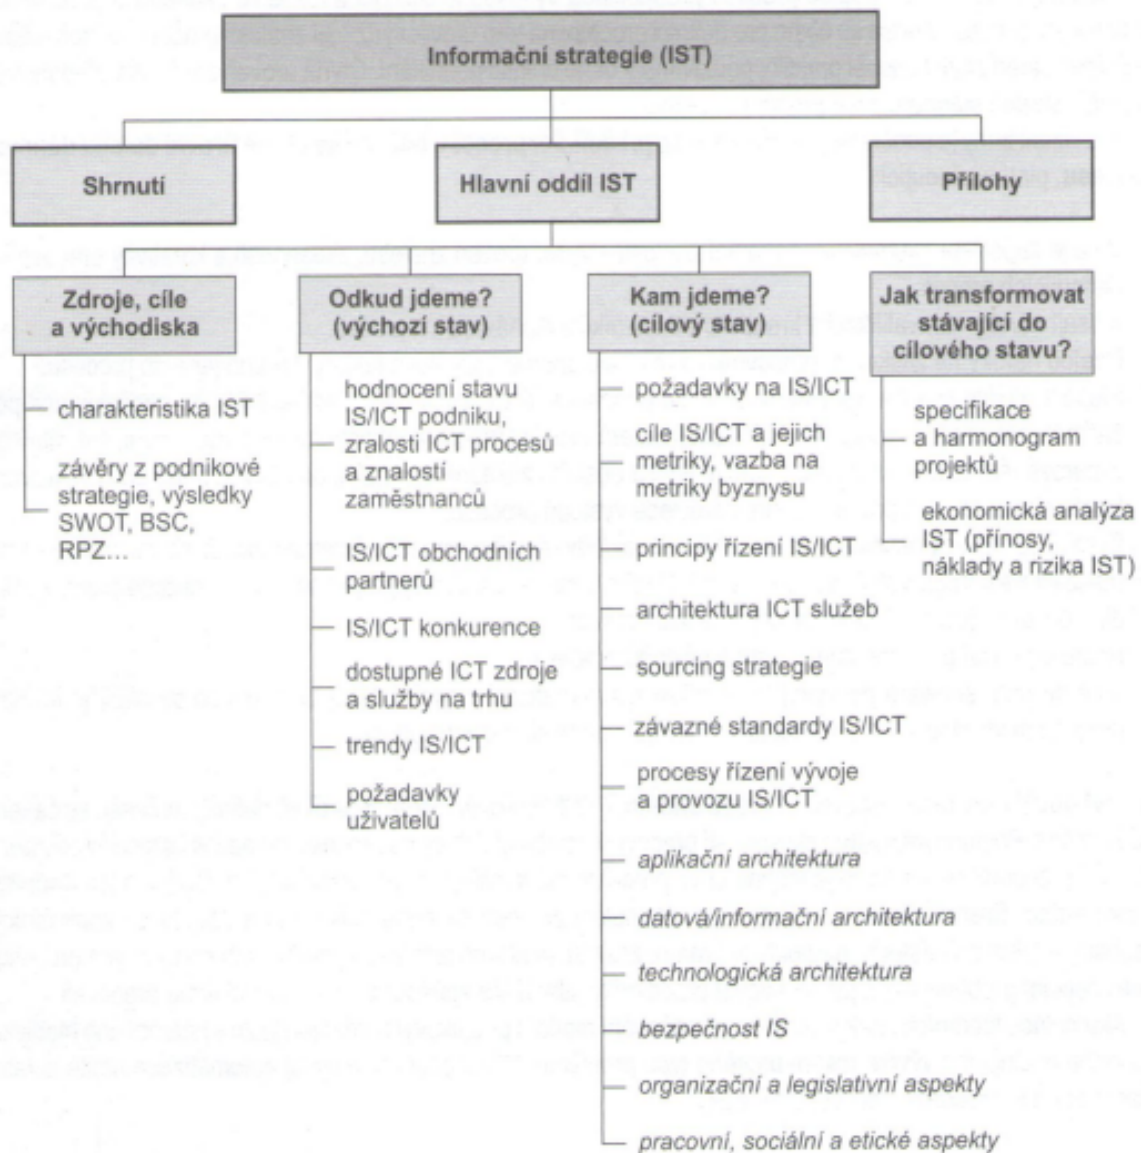 Informační strategie (IST)
Shrnutí
Hlavní oddíl IST
Přílohy
Zdroje, cíle
a východiska
charakteristika IST
závěry z podnikové
strategie, výsledky
SWOT, BSC,
RPZ…
Odkud jdeme?
(výchozí stav)
hodnocení stavu
IS/ICT podniku,
zralosti ICT procesů
a znalostí
zaměstnanců
IS/ICT obchodních
partnerů
IS/ICT konkurence
dostupné ICT zdroje
a služby na trhu
trendy IS/ICT
požadavky
uživatelů
Kam jdeme?
(cílový stav)
požadavky na IS/ICT
cíle IS/ICT a jejich
metriky, vazba na
metriky byznysu
principy řízení IS/ICT
architektura ICT služeb
sourcing strategie
závazné standardy IS/ICT
procesy řízení vývoje
a provozu IS/ICT
aplikační architektura
datová/informační architektura
technologická architektura
bezpečnost IS
organizační a legislativní aspekty
pracovní, sociální a etické aspekty
Jak transformovat
stávající do
cílového stavu?
specifikace
a harmonogram
projektů
ekonomická analýza
IST (přínosy,
náklady a rizika IST)